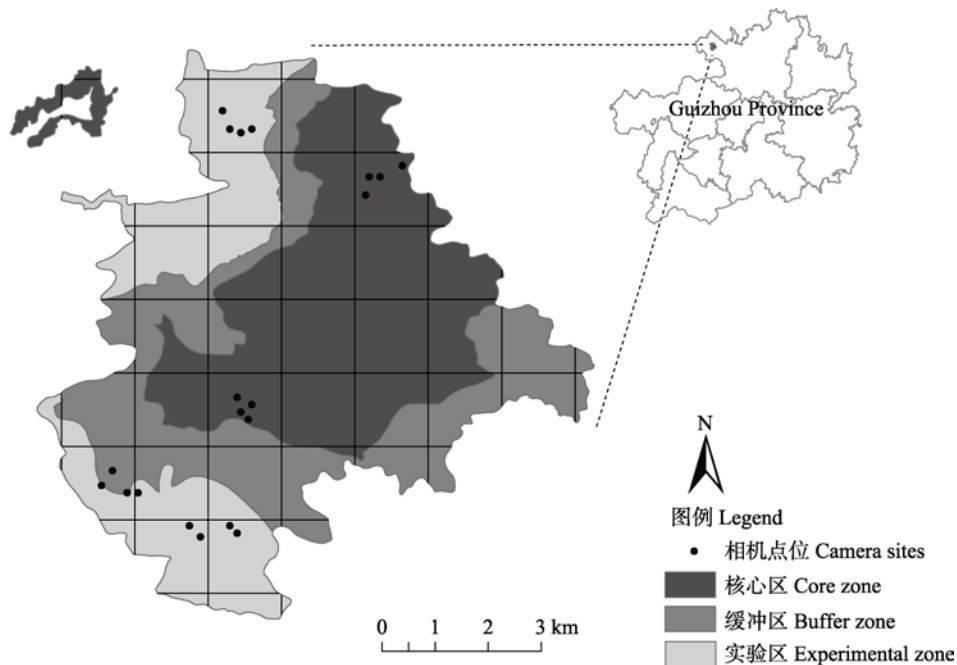 Guizhou Province
N
图例 Legend
相机点位 Camera sites
核心区 Core zone
缓冲区 Buffer zone
实验区 Experimental zone
0 1 2 3 km